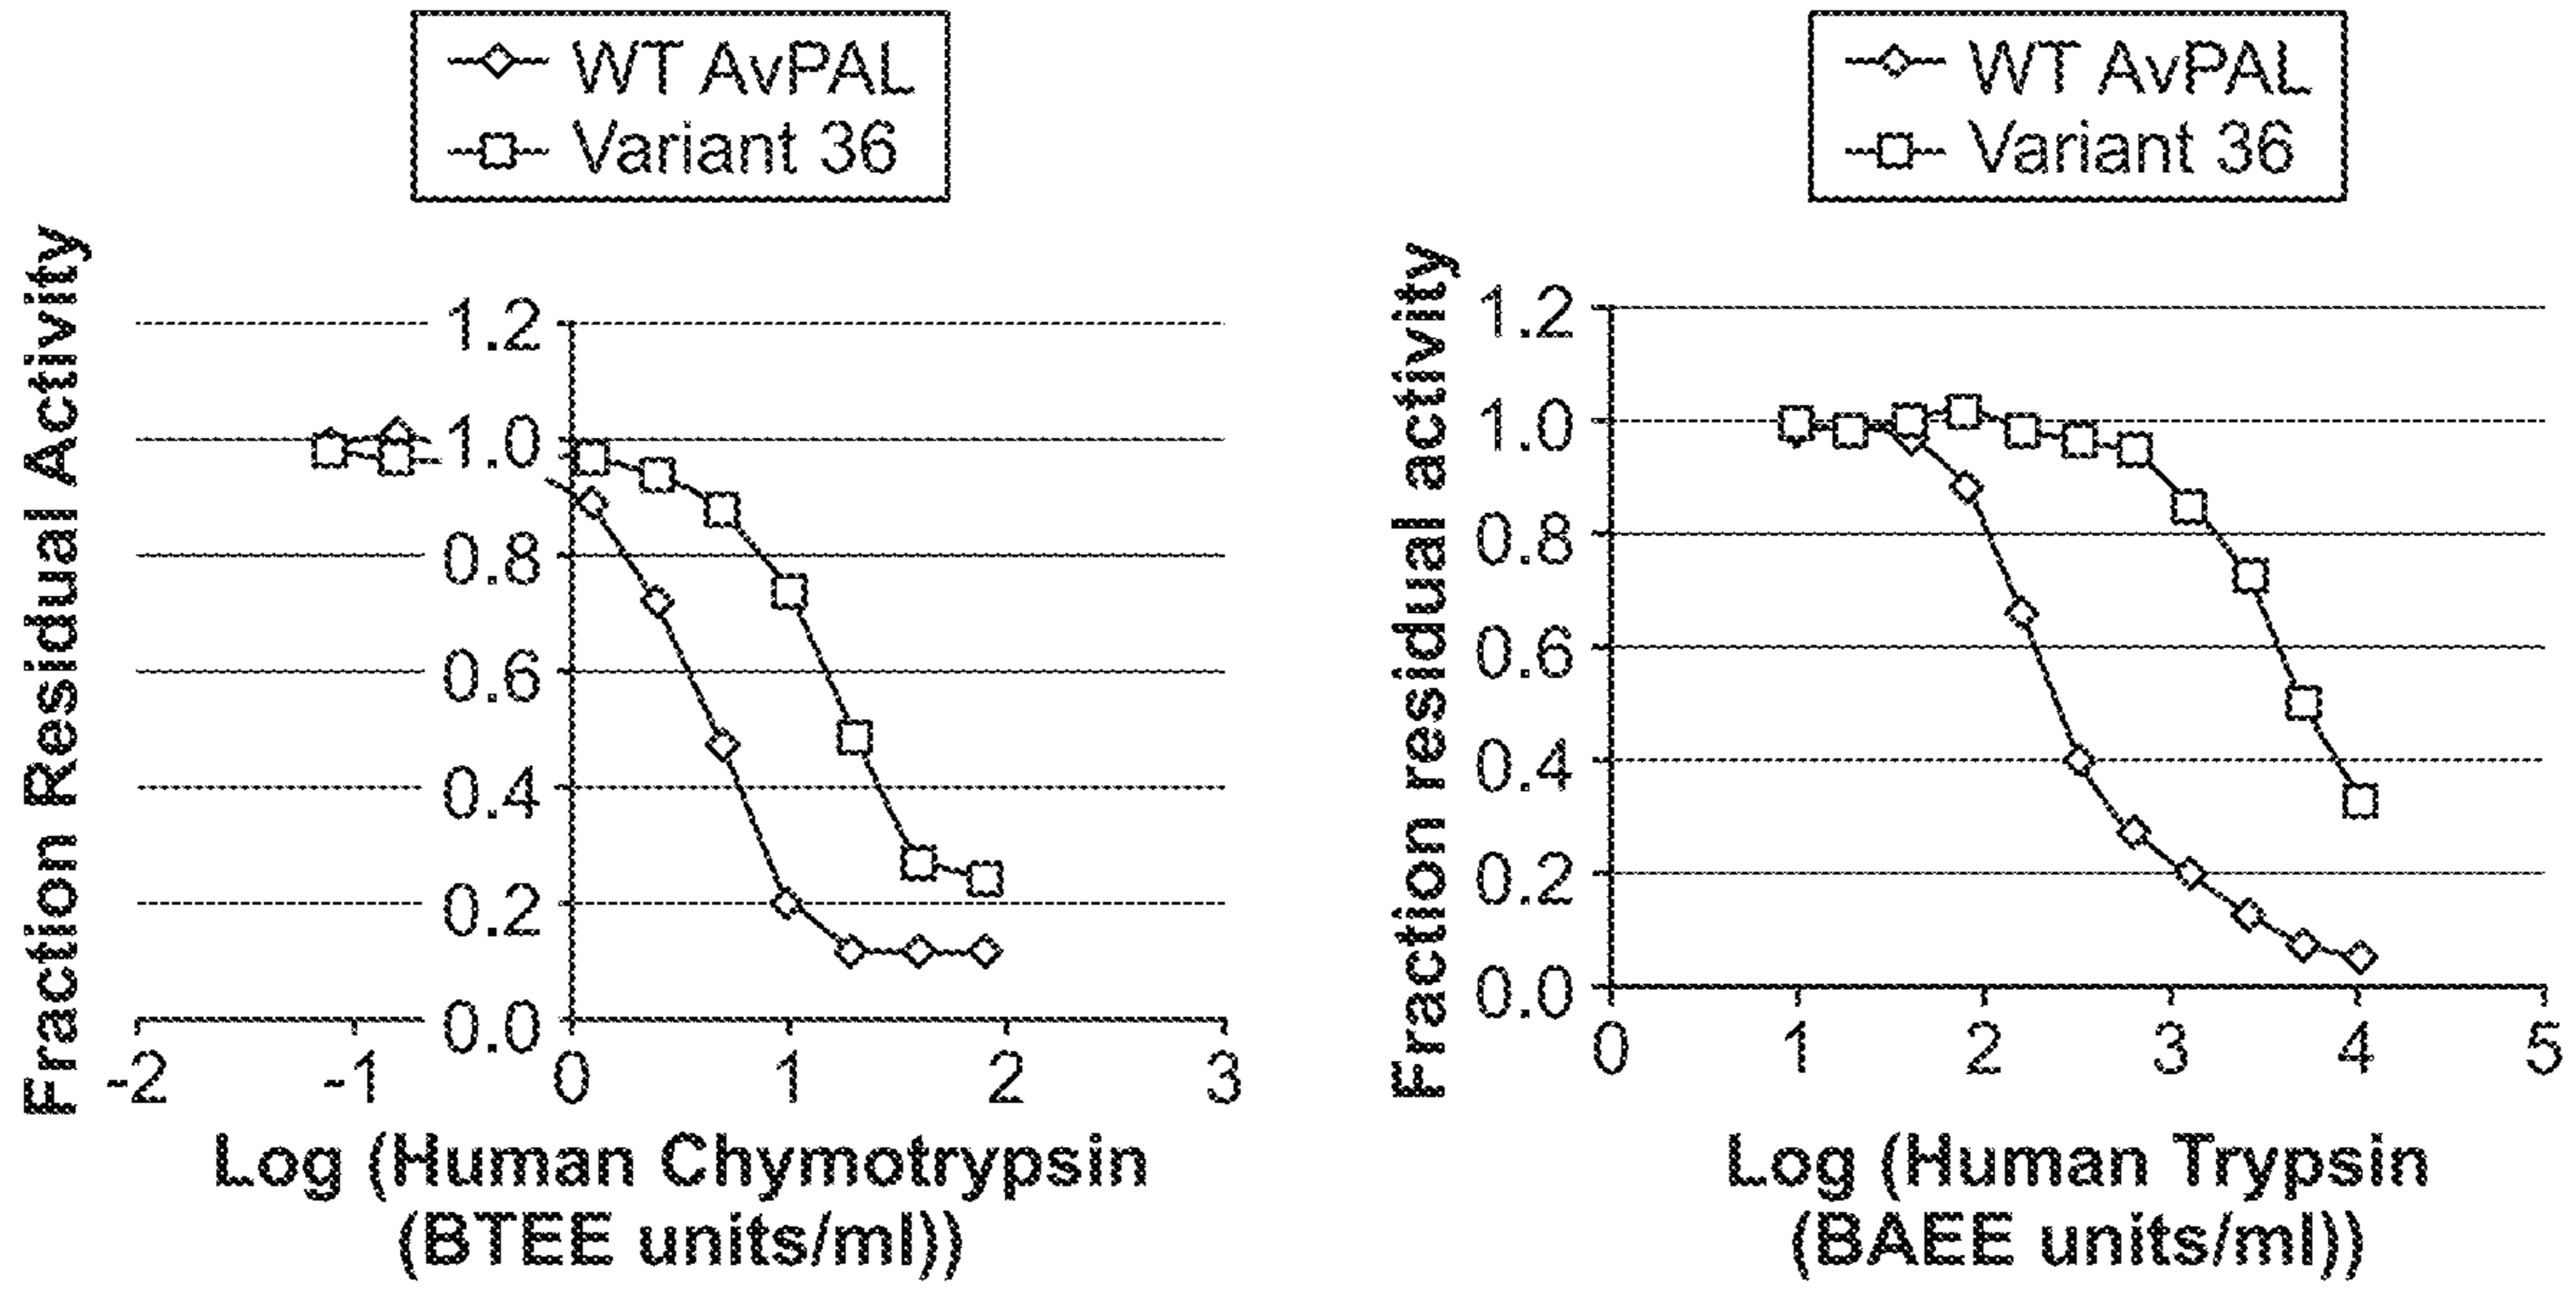 WT AvPAL
Variant 36
Fraction Residual Activity
1.2
1.0
0.8
0.6
0.4
0.2
0.0
-2 -1 0 1 2 3
Log (Human Chymotrypsin
(BTEE units/ml))
WT AvPAL
Variant 36
Fraction residual activity
1.2
1.0
0.8
0.6
0.4
0.2
0.0
0 1 2 3 4 5
Log (Human Trypsin
(BAEE units/ml))